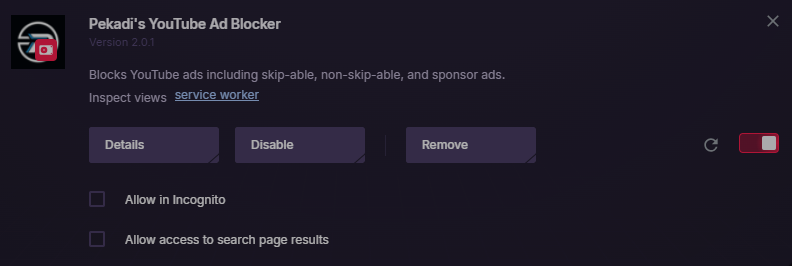 Pekadi's YouTube Ad Blocker
Version 2.0.1
Blocks YouTube ads including skip-able, non-skip-able, and sponsor ads.
Inspect views service worker
Details Disable Remove
Allow in Incognito
Allow access to search page results